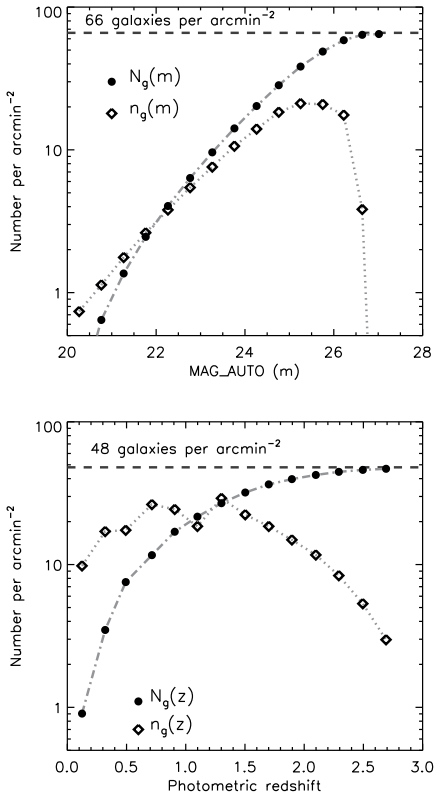 100
66 galaxies per arcmin⁻²
N_g(m)
n_g(m)
10
1
Number per arcmin⁻²
20 22 24 26 28
MAG_AUTO (m)
100
48 galaxies per arcmin⁻²
10
1
Number per arcmin⁻²
N_g(z)
n_g(z)
0.0 0.5 1.0 1.5 2.0 2.5 3.0
Photometric redshift